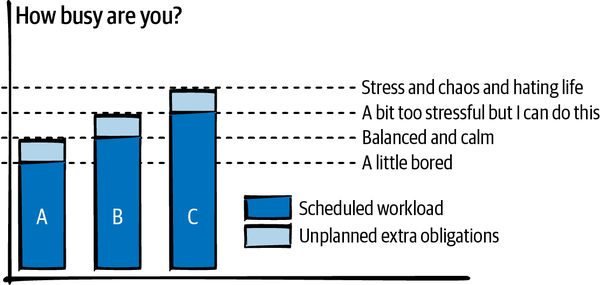 How busy are you?
Stress and chaos and hating life
A bit too stressful but I can do this
Balanced and calm
A little bored
A
B
C
Scheduled workload
Unplanned extra obligations